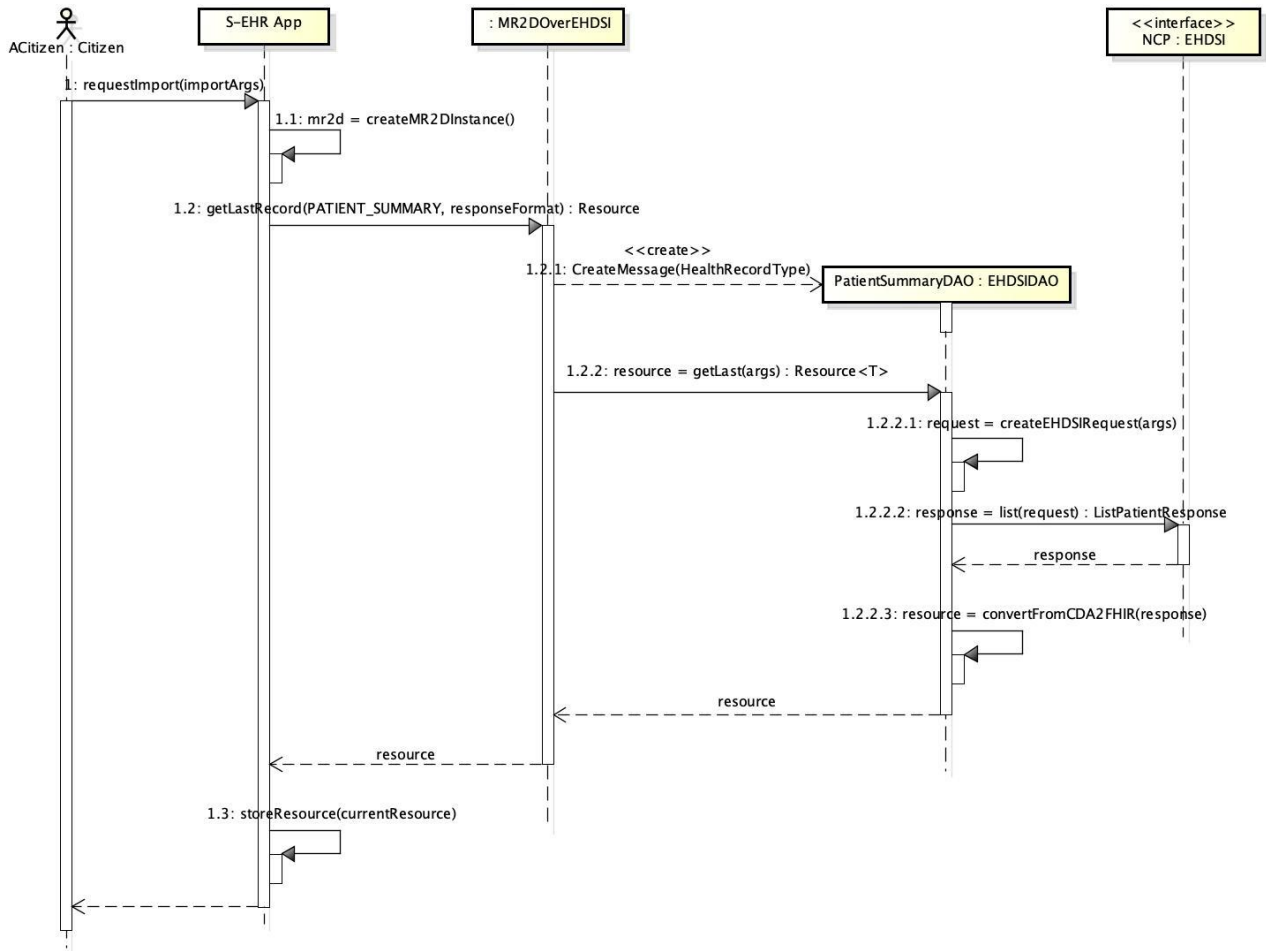 ACitizen : Citizen
S-EHR App
: MR2DOverEHDSI
<<interface>>
NCP : EHDSI
1: requestImport(importArgs)
1.1: mr2d = createMR2DInstance()
1.2: getLastRecord(PATIENT_SUMMARY, responseFormat) : Resource
<<create>>
1.2.1: CreateMessage(HealthRecordType)
PatientSummaryDAO : EHDSIDAO
1.2.2: resource = getLast(args) : Resource<T>
1.2.2.1: request = createEHDSIRequest(args)
1.2.2.2: response = list(request) : ListPatientResponse
response
1.2.2.3: resource = convertFromCDA2FHIR(response)
resource
resource
1.3: storeResource(currentResource)